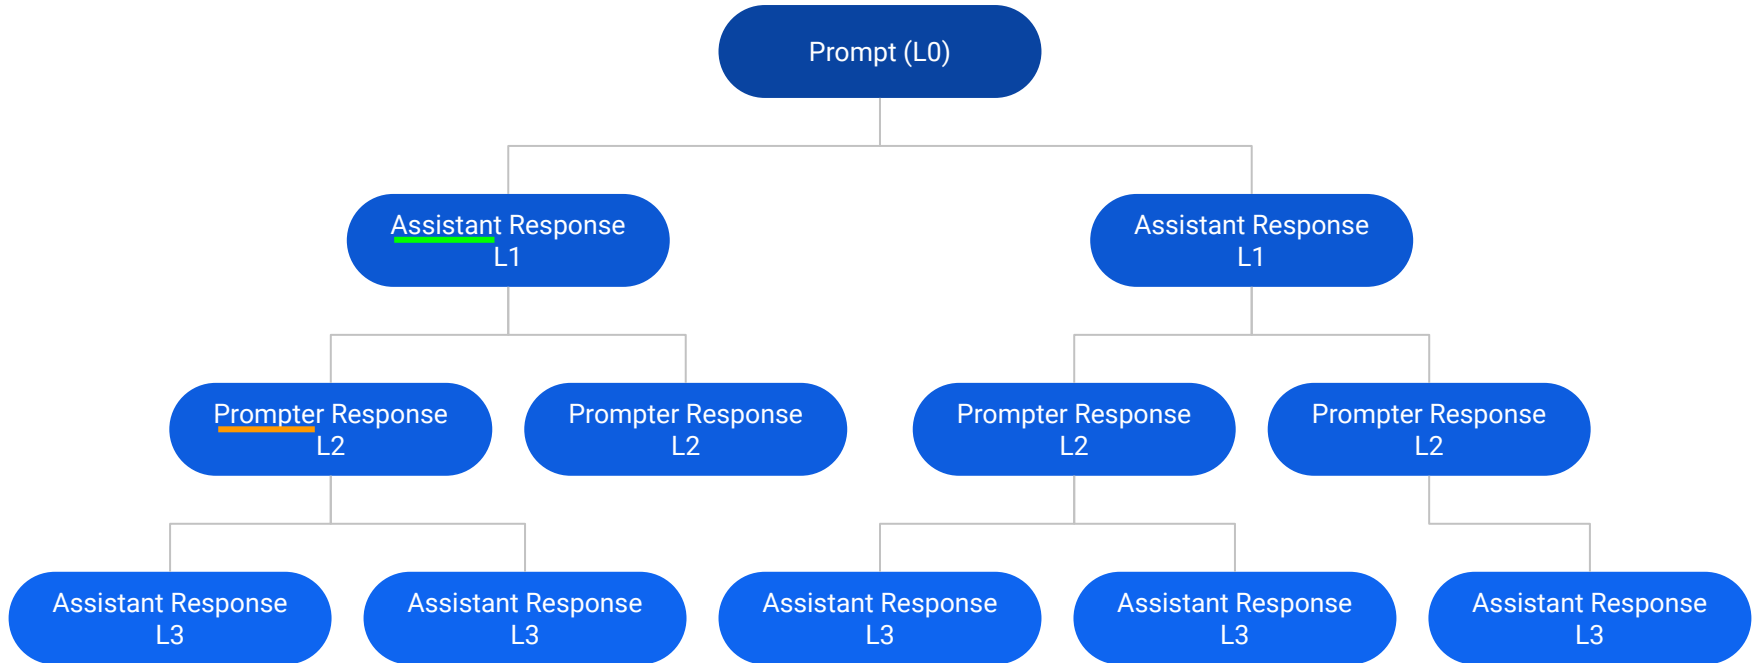 Prompt (L0)
Assistant Response
L1
Assistant Response
L1
Prompter Response
L2
Prompter Response
L2
Prompter Response
L2
Prompter Response
L2
Assistant Response
L3
Assistant Response
L3
Assistant Response
L3
Assistant Response
L3
Assistant Response
L3